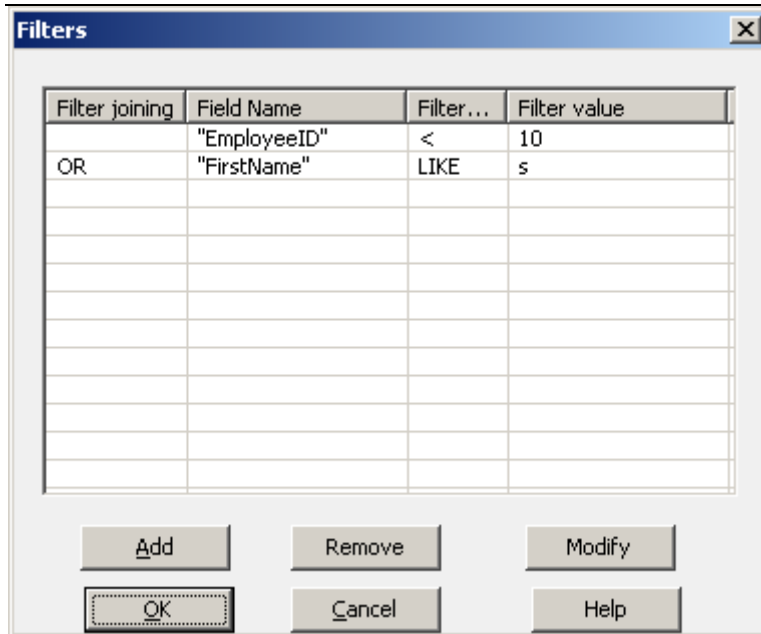 Filters
Filter joining Field Name Filter... Filter value
"EmployeeID" < 10
OR "FirstName" LIKE s
Add Remove Modify
OK Cancel Help